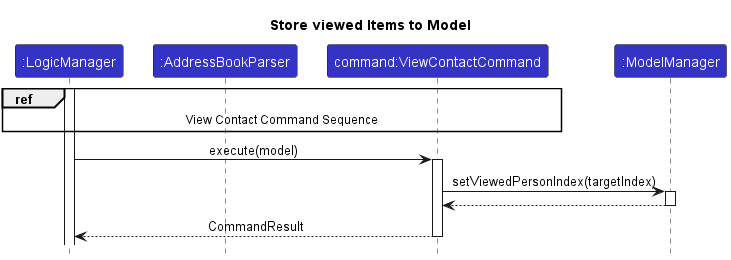 Store viewed Items to Model
:LogicManager
:AddressBookParser
command:ViewContactCommand
:ModelManager
ref
View Contact Command Sequence
execute(model)
setViewedPersonIndex(targetIndex)
CommandResult